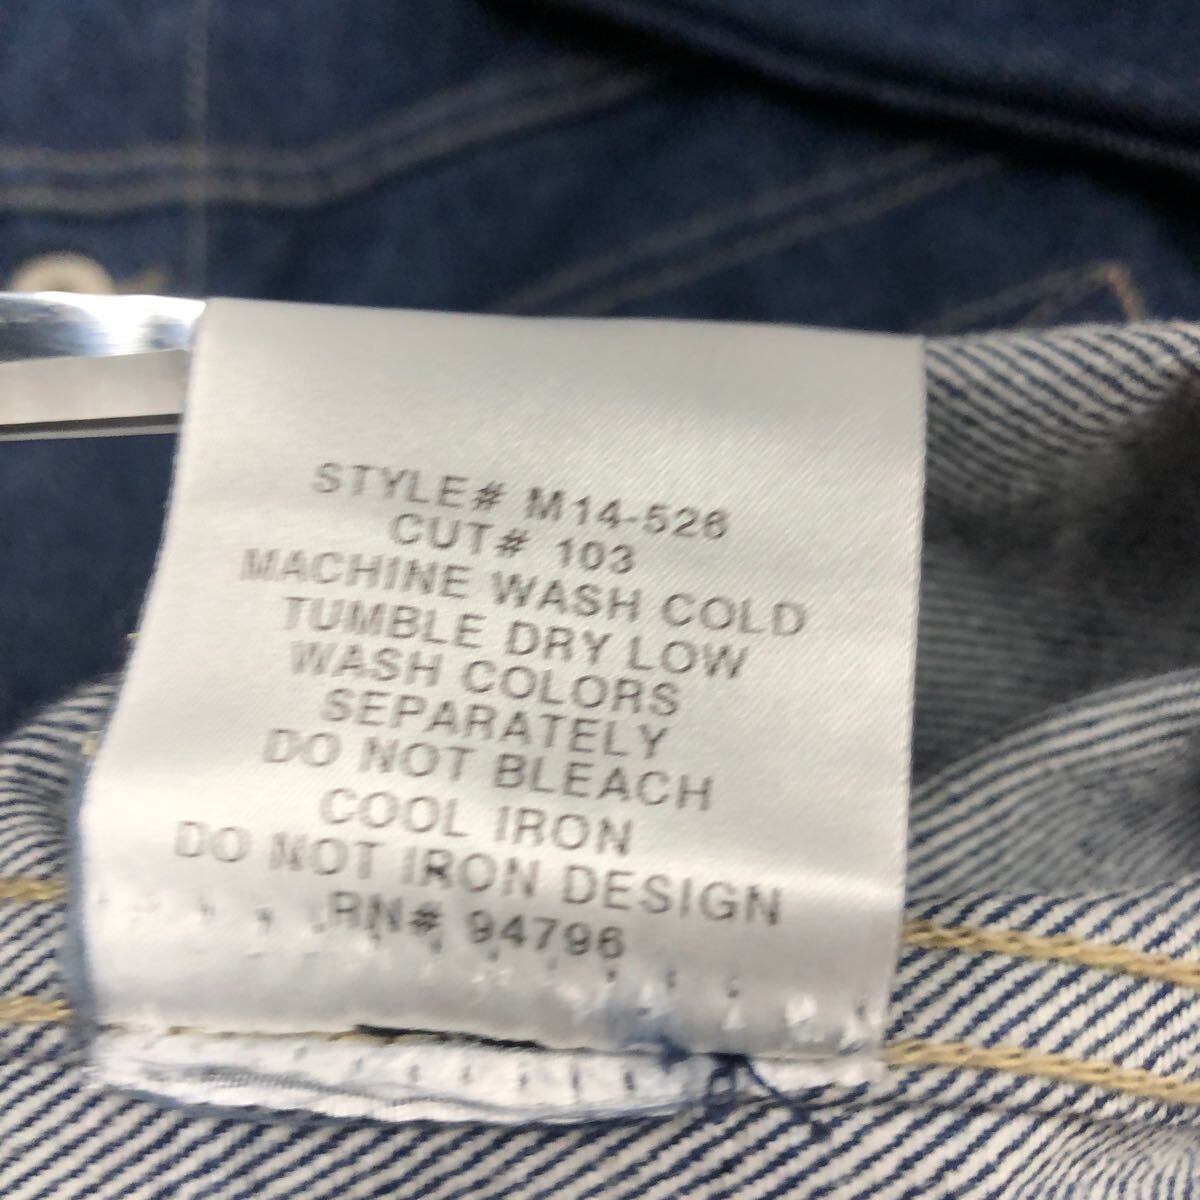 STYLE# M14-526
CUT# 103
MACHINE WASH COLD
TUMBLE DRY LOW
WASH COLORS
SEPARATELY
DO NOT BLEACH
COOL IRON
DO NOT IRON DESIGN
RN# 94796